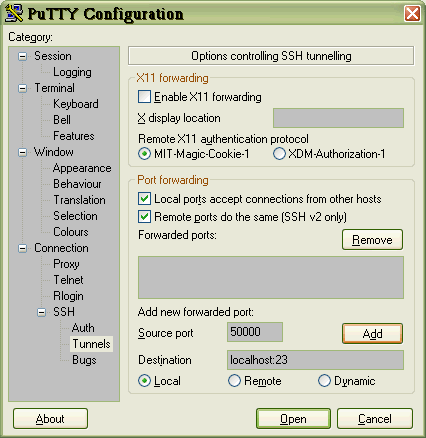 PuTTY Configuration
Category:
Session
Logging
Terminal
Keyboard
Bell
Features
Window
Appearance
Behaviour
Translation
Selection
Colours
Connection
Proxy
Telnet
Rlogin
SSH
Auth
Tunnels
Bugs
Options controlling SSH tunnelling
X11 forwarding
Enable X11 forwarding
X display location
Remote X11 authentication protocol
MIT-Magic-Cookie-1 XDM-Authorization-1
Port forwarding
Local ports accept connections from other hosts
Remote ports do the same (SSH v2 only)
Forwarded ports: Remove
Add new forwarded port:
Source port 50000 Add
Destination localhost:23
Local Remote Dynamic
About Open Cancel